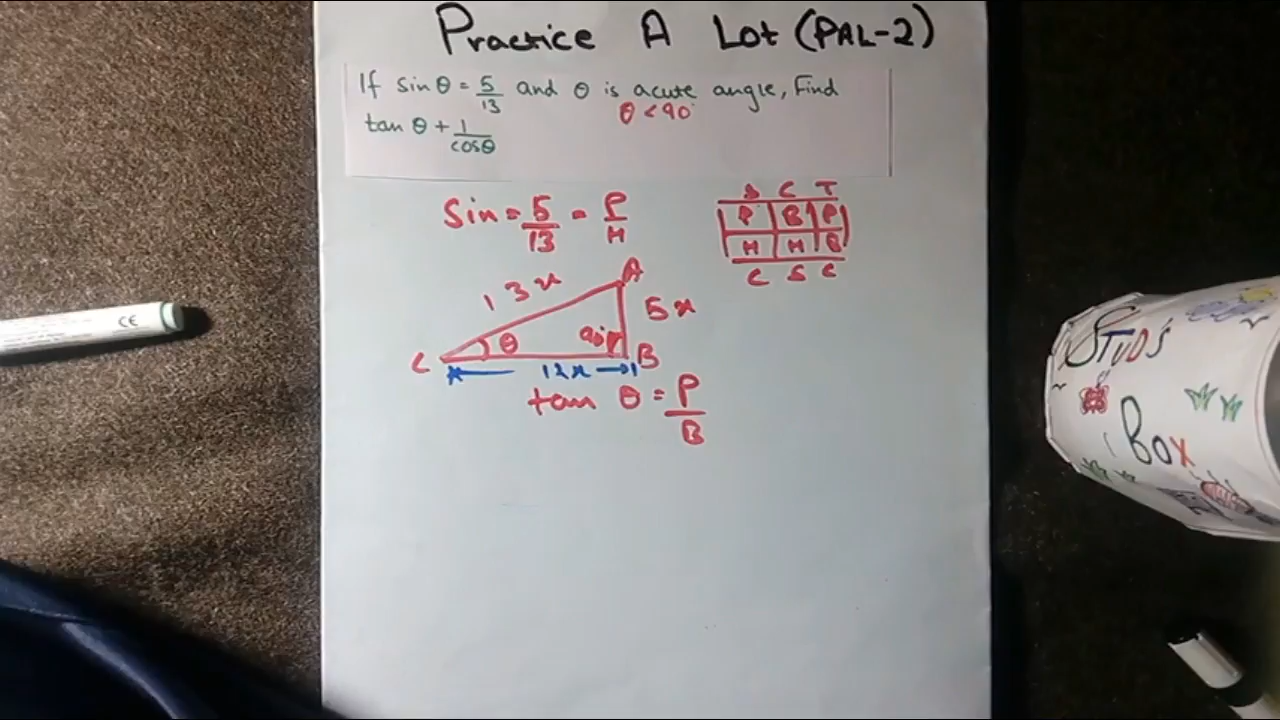 Practice A Lot (PAL-2)
If sin θ = 5/13 and θ is acute angle, Find
θ < 90°
tan θ + 1/cosθ
Sin = 5/13 = P/H
S C T
P B P
H H B
C S C
A
13x
5x
θ
90°
C
B
12x
tan θ = P/B
CE
STUD'S
BOX